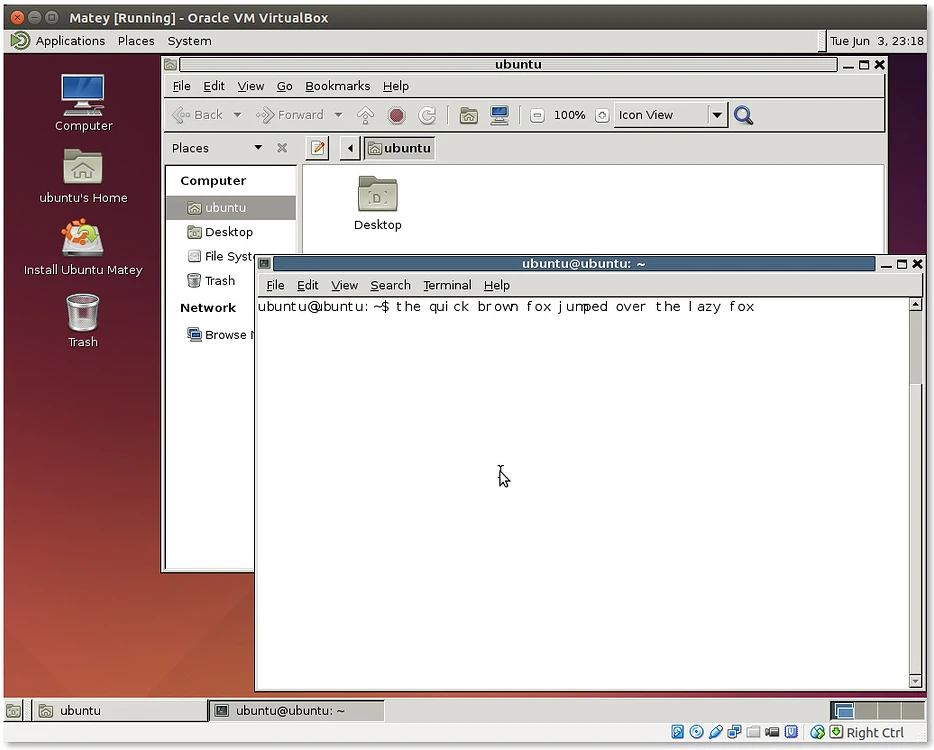 Matey [Running] - Oracle VM VirtualBox
Applications Places System Tue Jun 3, 23:18
ubuntu
File Edit View Go Bookmarks Help
Back Forward 100% Icon View
Places ubuntu
Computer
ubuntu
Desktop
File Syst
Trash
Network
Browse
Desktop
Computer
ubuntu's Home
Install Ubuntu Matey
Trash
ubuntu@ubuntu: ~
File Edit View Search Terminal Help
ubuntu@ubuntu:~$ the quick brown fox jumped over the lazy fox
ubuntu ubuntu@ubuntu: ~
Right Ctrl